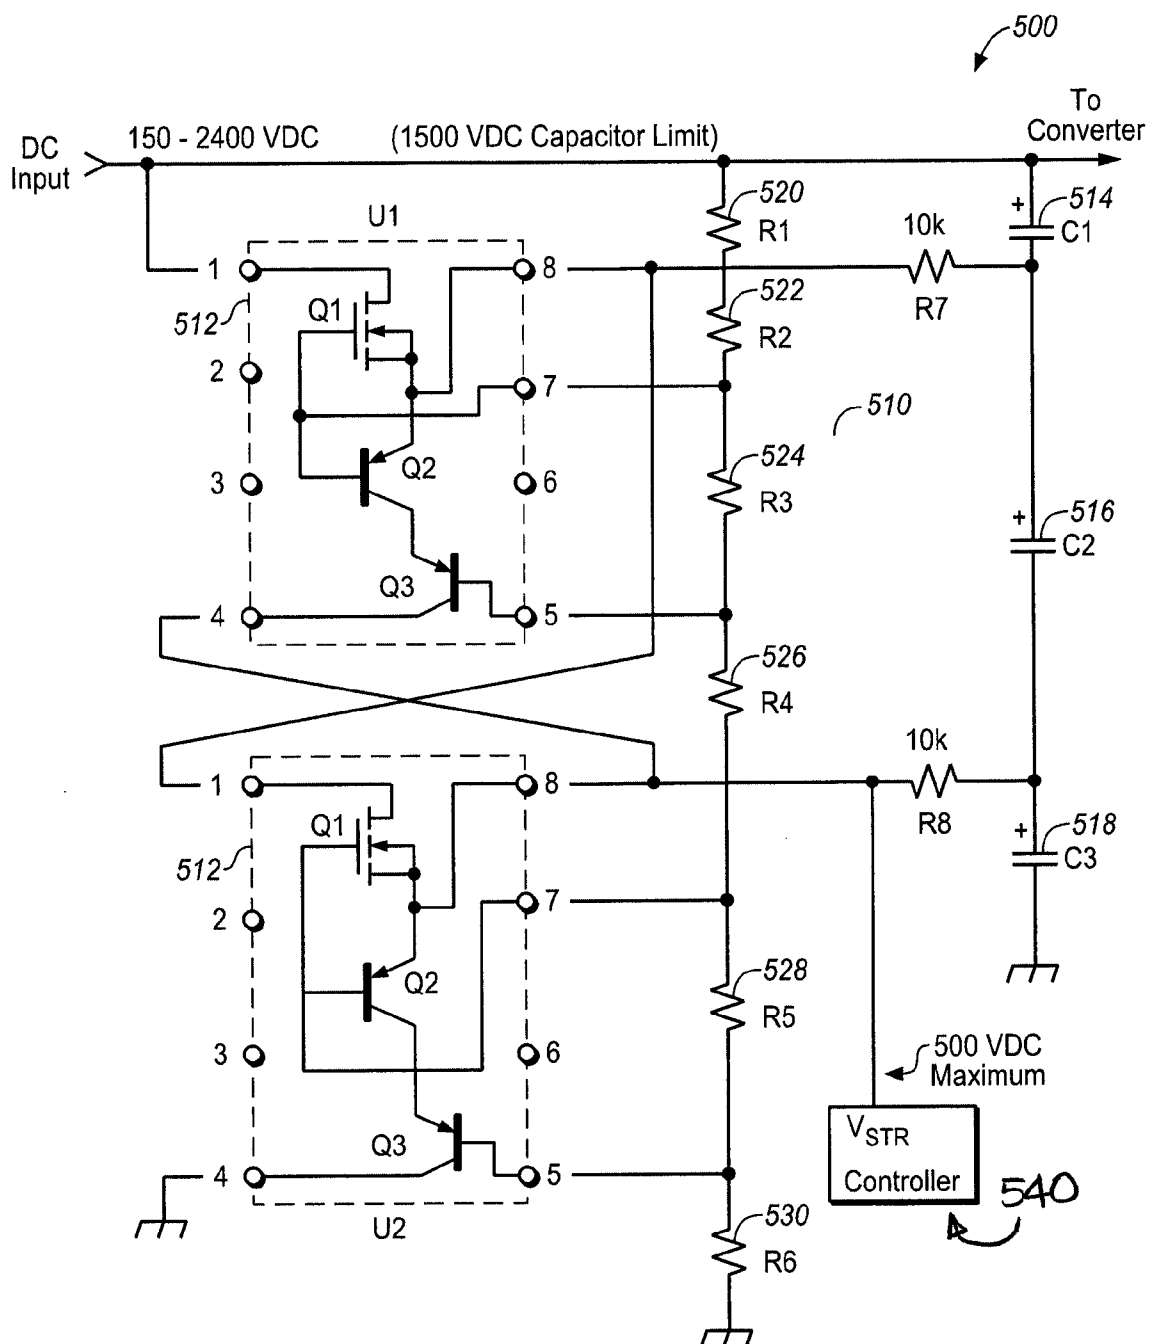 500
To
Converter
DC
Input
150 - 2400 VDC (1500 VDC Capacitor Limit)
520
R1
514
+
C1
10k
R7
U1
1
8
512
Q1
522
R2
2
7
510
Q2
524
R3
3
6
516
+
C2
Q3
4
5
526
R4
10k
R8
1
8
518
+
C3
Q1
512
2
7
Q2
528
R5
3
6
500 VDC
Maximum
VSTR
Controller
540
Q3
4
5
U2
530
R6